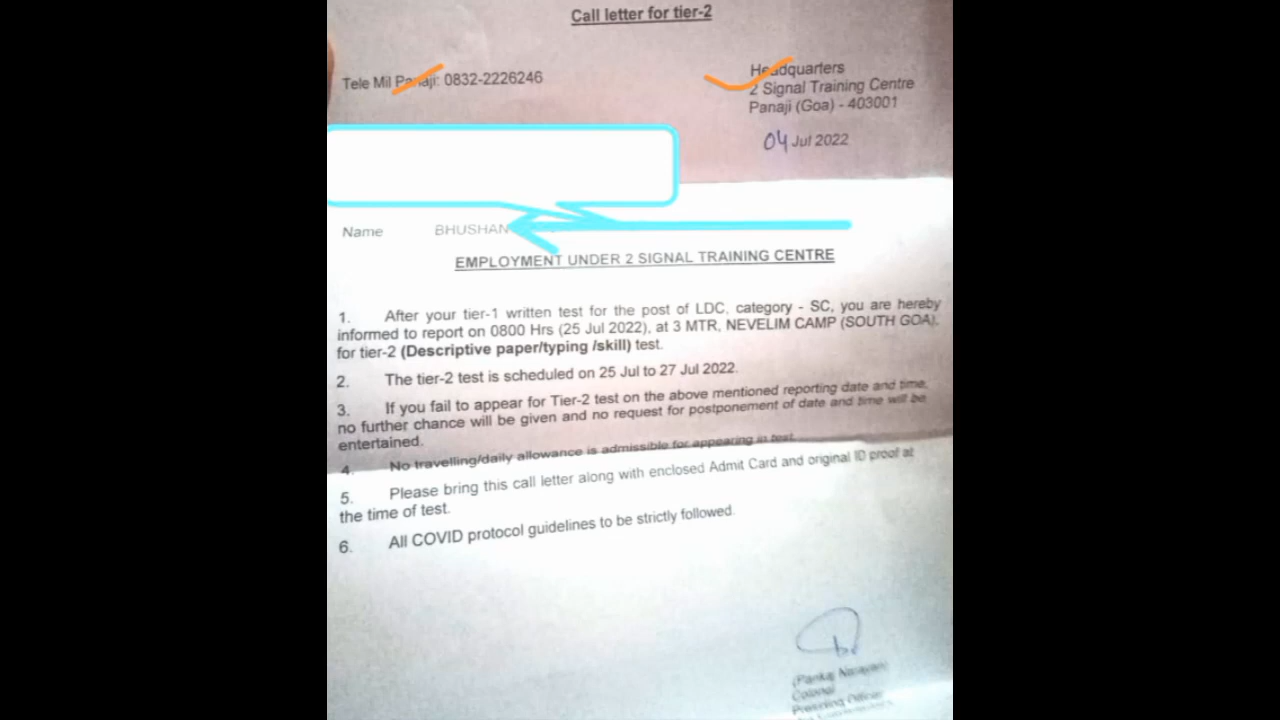 Call letter for tier-2
Tele Mil Panaji: 0832-2226246
Headquarters
2 Signal Training Centre
Panaji (Goa) - 403001
04 Jul 2022
Name BHUSHAN
EMPLOYMENT UNDER 2 SIGNAL TRAINING CENTRE
1. After your tier-1 written test for the post of LDC, category - SC, you are hereby
informed to report on 0800 Hrs (25 Jul 2022), at 3 MTR, NEVELIM CAMP (SOUTH GOA),
for tier-2 (Descriptive paper/typing /skill) test.
2. The tier-2 test is scheduled on 25 Jul to 27 Jul 2022.
3. If you fail to appear for Tier-2 test on the above mentioned reporting date and time,
no further chance will be given and no request for postponement of date and time will be
entertained.
4. No travelling/daily allowance is admissible for appearing in test.
5. Please bring this call letter along with enclosed Admit Card and original ID proof at
the time of test.
6. All COVID protocol guidelines to be strictly followed.
(Pankaj Narayan)
Colonel
Presiding Officer